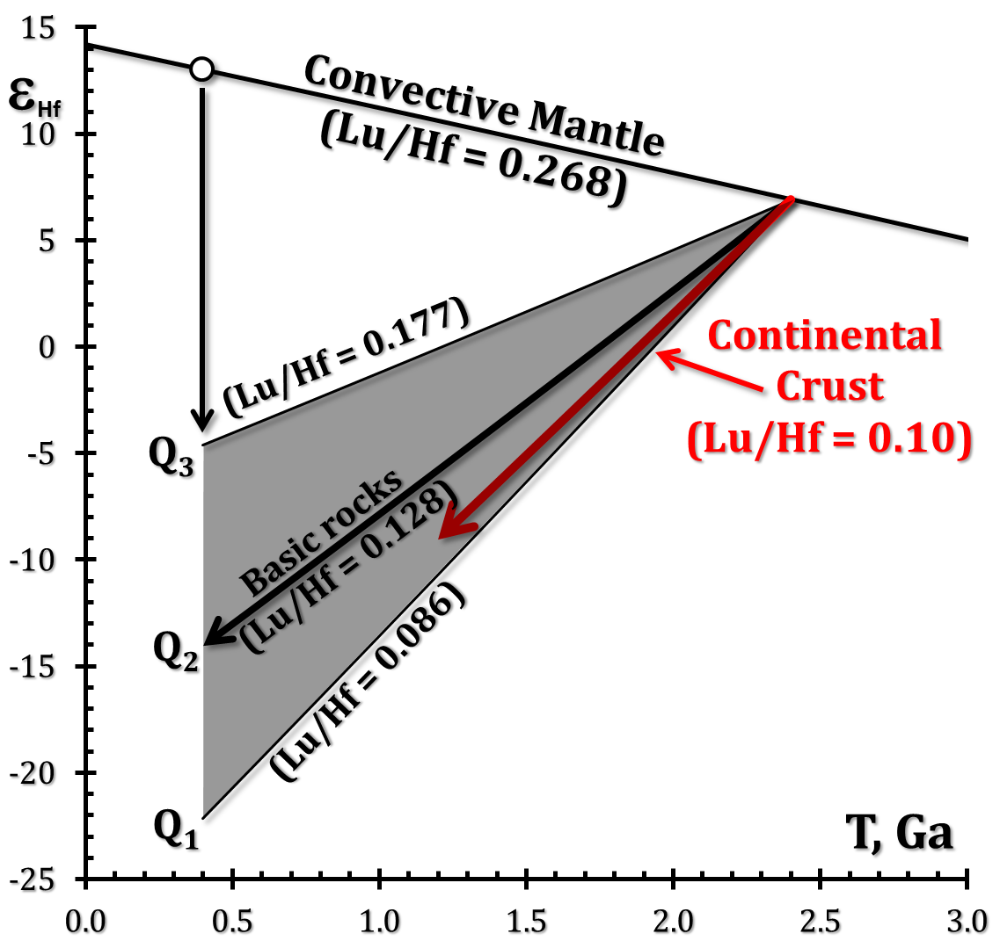 15
εHf
10
5
0
-5
-10
-15
-20
-25
Convective Mantle
(Lu/Hf = 0.268)
(Lu/Hf = 0.177)
Continental
Crust
(Lu/Hf = 0.10)
Q3
Basic rocks
(Lu/Hf = 0.128)
Q2
(Lu/Hf = 0.086)
Q1
T, Ga
0.0 0.5 1.0 1.5 2.0 2.5 3.0